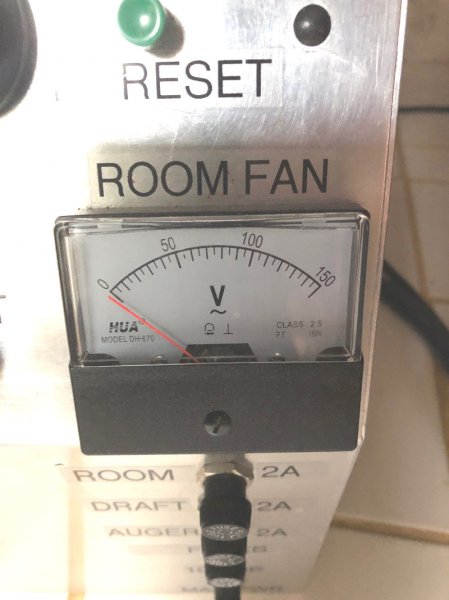 RESET
ROOM FAN
0 50 100 150
V
HUA
MODEL DH-670
CLASS 2.5
P.T. 150V
ROOM 2A
DRAFT 2A
AUGER 2A